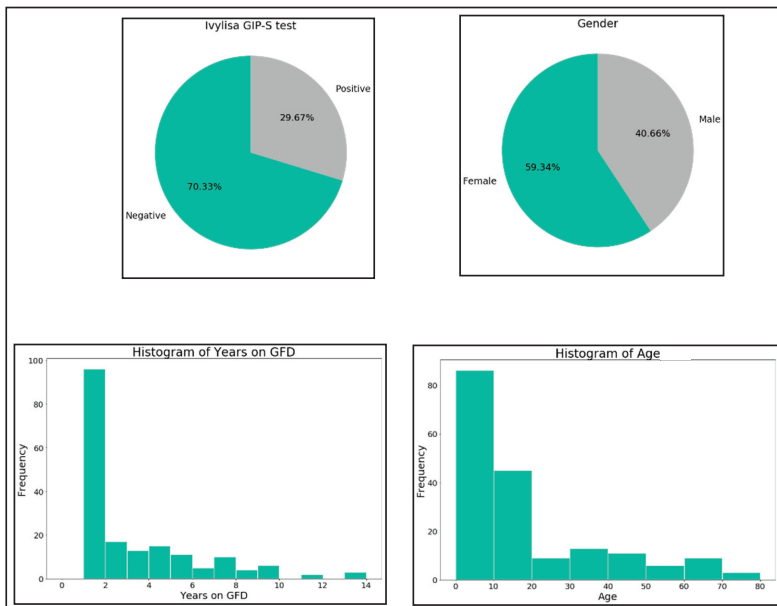 Ivylisa GIP-S test
Positive
29.67%
70.33%
Negative
Gender
Male
40.66%
59.34%
Female
Histogram of Years on GFD
100
80
60
40
20
0
Frequency
0 2 4 6 8 10 12 14
Years on GFD
Histogram of Age
80
60
40
20
0
Frequency
0 10 20 30 40 50 60 70 80
Age